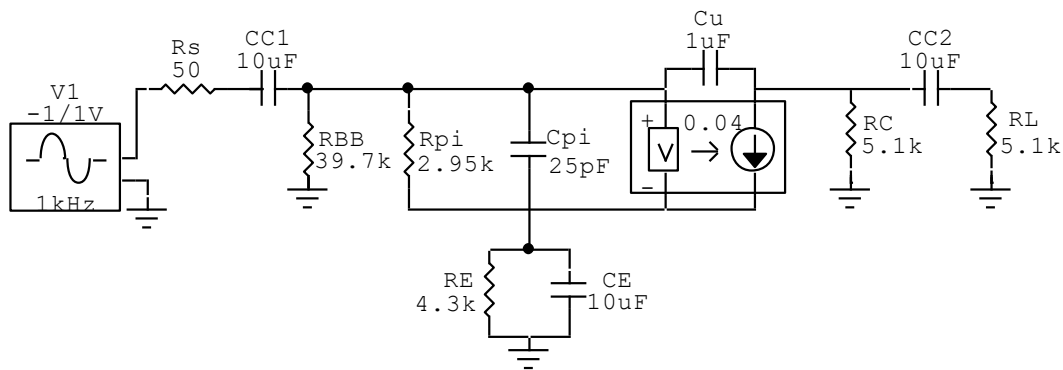 V1
-1/1V
1kHz
Rs
50
CC1
10uF
RBB
39.7k
Rpi
2.95k
Cpi
25pF
Cu
1uF
+
V
-
0.04
RC
5.1k
CC2
10uF
RL
5.1k
RE
4.3k
CE
10uF